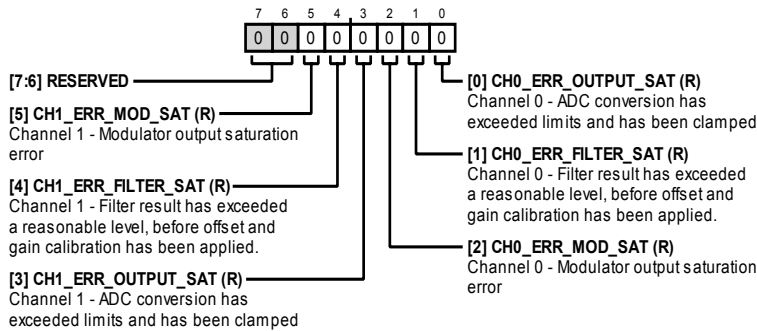 7 6 5 4 3 2 1 0
0 0 0 0 0 0 0 0
[7:6] RESERVED
[5] CH1_ERR_MOD_SAT (R)
Channel 1 - Modulator output saturation
error
[4] CH1_ERR_FILTER_SAT (R)
Channel 1 - Filter result has exceeded
a reasonable level, before offset and
gain calibration has been applied.
[3] CH1_ERR_OUTPUT_SAT (R)
Channel 1 - ADC conversion has
exceeded limits and has been clamped
[0] CH0_ERR_OUTPUT_SAT (R)
Channel 0 - ADC conversion has
exceeded limits and has been clamped
[1] CH0_ERR_FILTER_SAT (R)
Channel 0 - Filter result has exceeded
a reasonable level, before offset and
gain calibration has been applied.
[2] CH0_ERR_MOD_SAT (R)
Channel 0 - Modulator output saturation
error